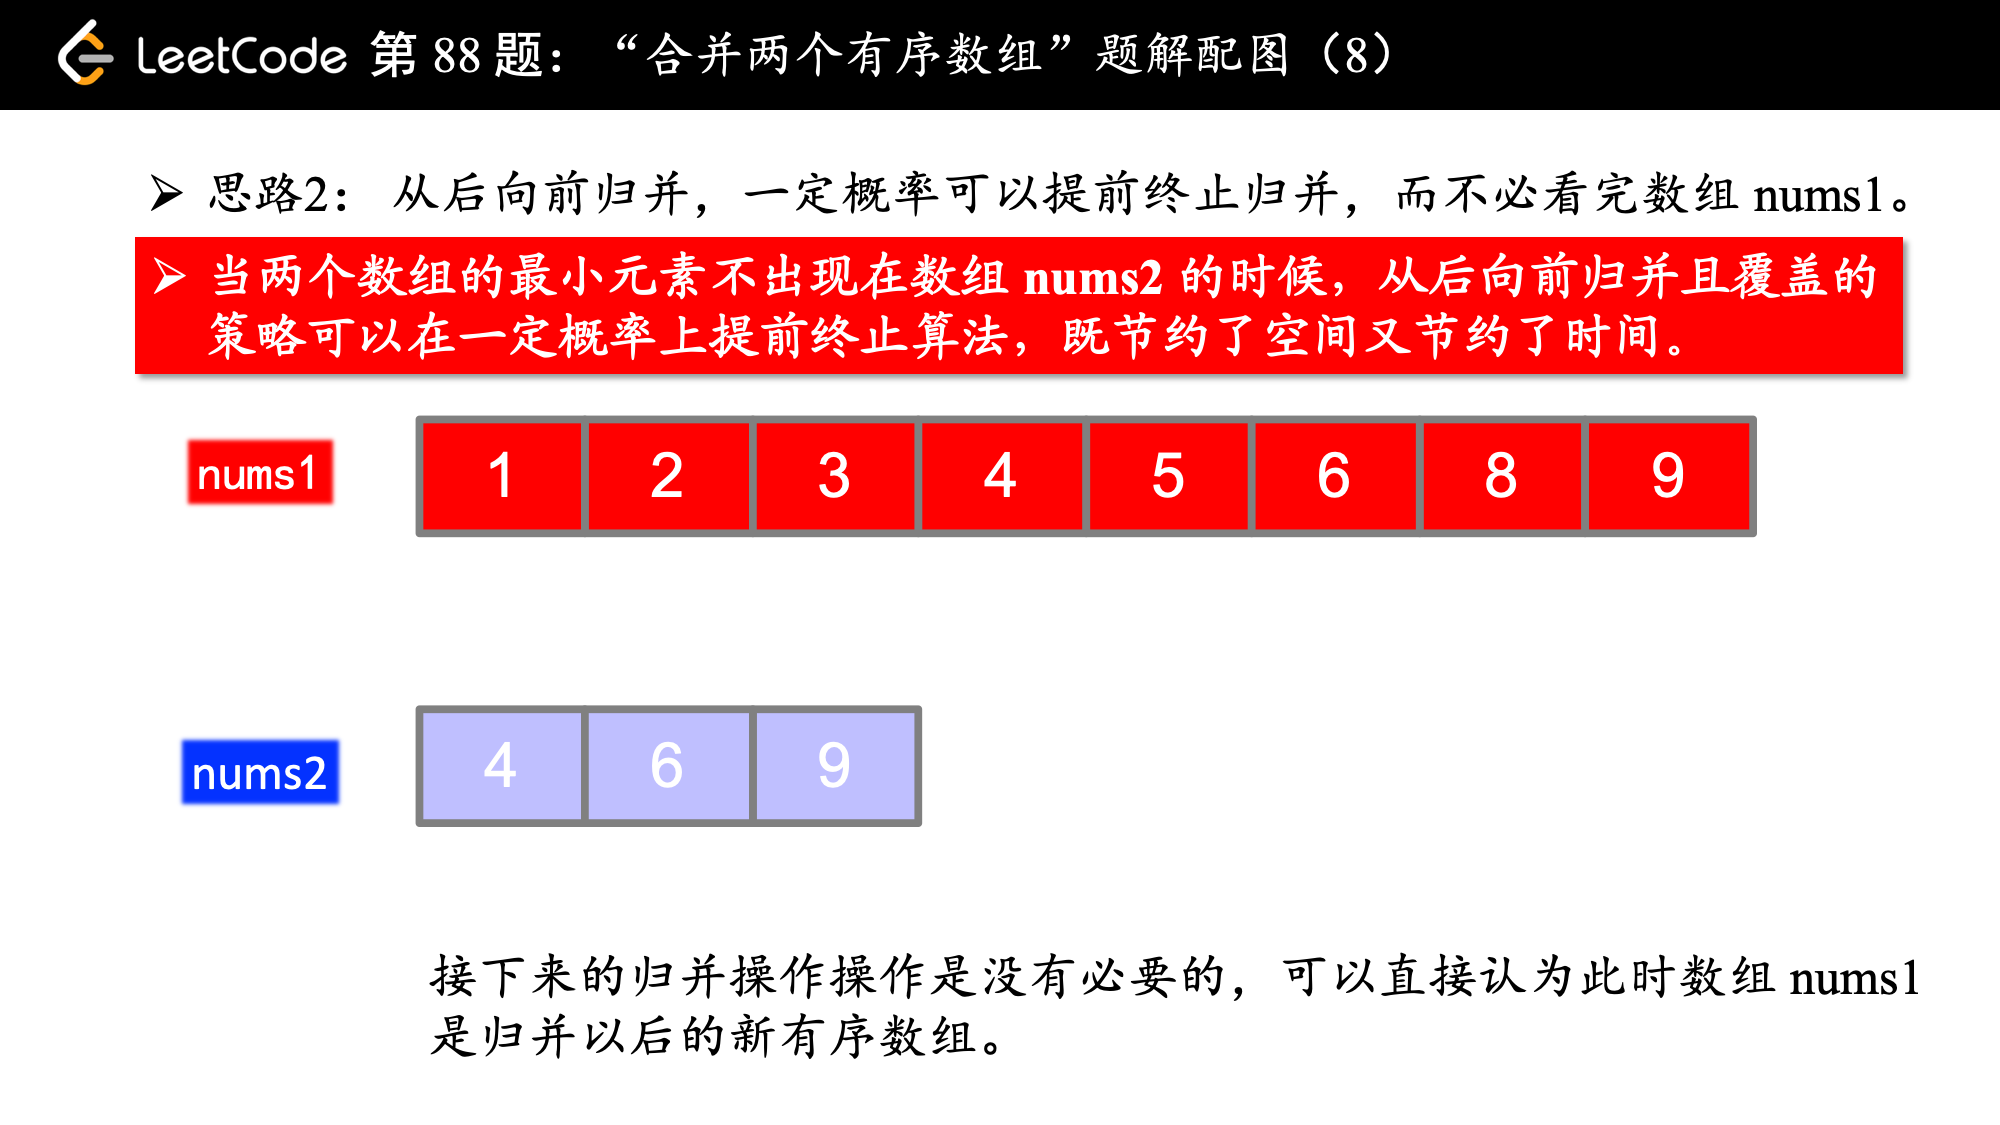 LeetCode 第 88 题：“合并两个有序数组”题解配图（8）
➢ 思路2： 从后向前归并，一定概率可以提前终止归并，而不必看完数组 nums1。
➢ 当两个数组的最小元素不出现在数组 nums2 的时候，从后向前归并且覆盖的
策略可以在一定概率上提前终止算法，既节约了空间又节约了时间。
nums1 1 2 3 4 5 6 8 9
nums2 4 6 9
接下来的归并操作操作是没有必要的，可以直接认为此时数组 nums1
是归并以后的新有序数组。